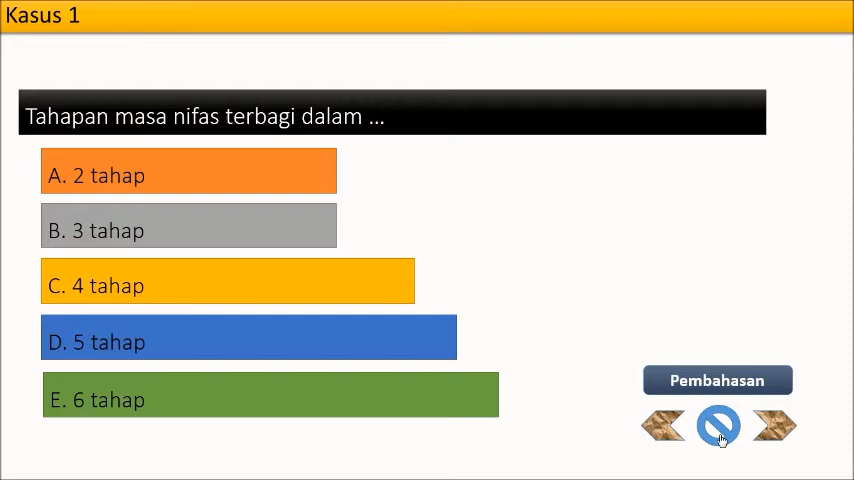 Kasus 1
Tahapan masa nifas terbagi dalam ...
A. 2 tahap
B. 3 tahap
C. 4 tahap
D. 5 tahap
E. 6 tahap
Pembahasan